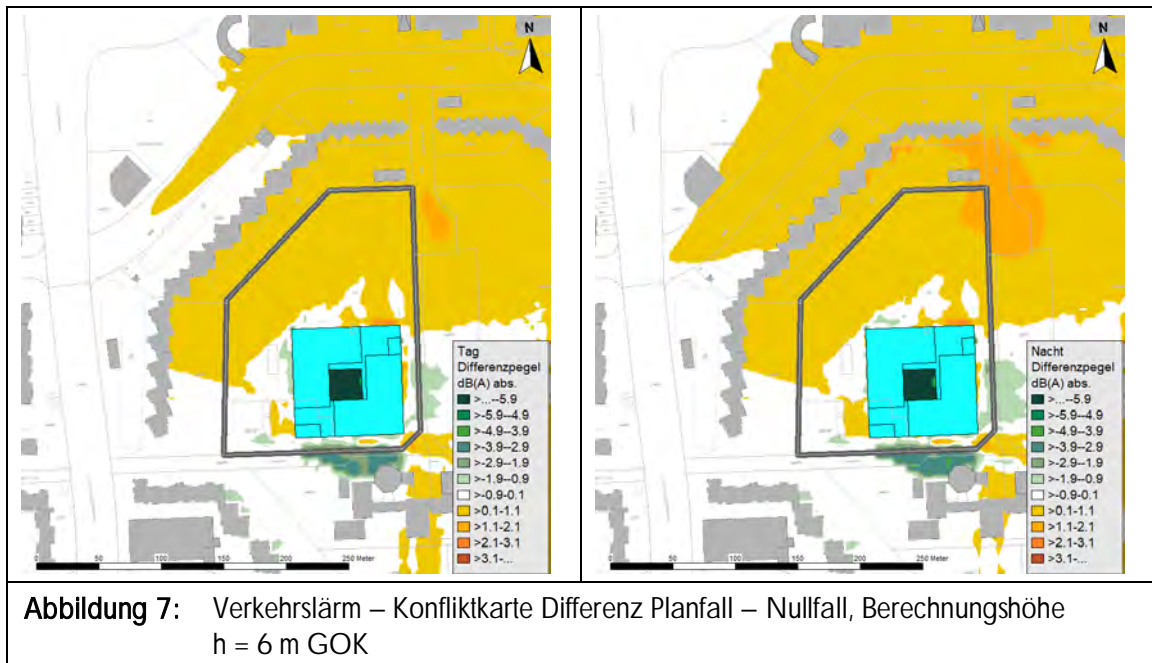 N
Tag
Differenzpegel
dB(A) abs.
>...--5.9
>-5.9--4.9
>-4.9--3.9
>-3.9--2.9
>-2.9--1.9
>-1.9--0.9
>-0.9-0.1
>0.1-1.1
>1.1-2.1
>2.1-3.1
>3.1-...
0 50 100 150 200 250 Meter
N
Nacht
Differenzpegel
dB(A) abs.
>...--5.9
>-5.9--4.9
>-4.9--3.9
>-3.9--2.9
>-2.9--1.9
>-1.9--0.9
>-0.9-0.1
>0.1-1.1
>1.1-2.1
>2.1-3.1
>3.1-...
0 50 100 150 200 250 Meter
Abbildung 7: Verkehrslärm – Konfliktkarte Differenz Planfall – Nullfall, Berechnungshöhe
h = 6 m GOK